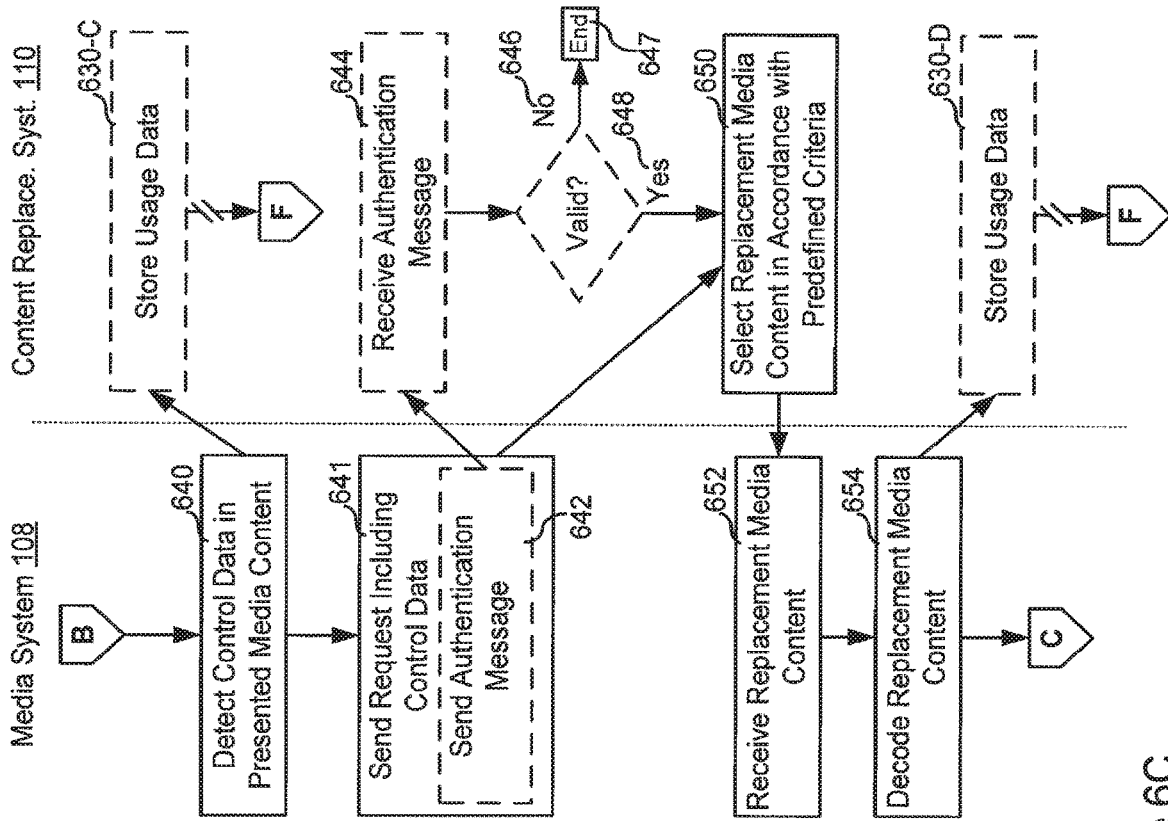 Media System 108
B
640
Detect Control Data in
Presented Media Content
641
Send Request Including
Control Data
Send Authentication
Message
642
652
Receive Replacement Media
Content
654
Decode Replacement Media
Content
C
Content Replace. Syst. 110
630-C
Store Usage Data
F
644
Receive Authentication
Message
Valid?
No 646
End
647
648
Yes
650
Select Replacement Media
Content in Accordance with
Predefined Criteria
630-D
Store Usage Data
F
6C